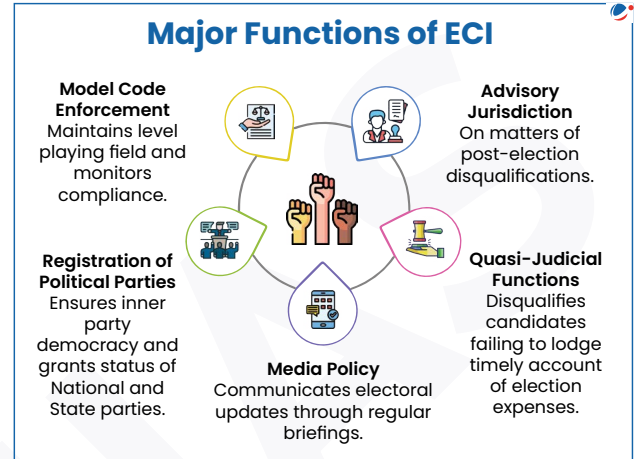 Major Functions of ECI
Model Code
Enforcement
Maintains level
playing field and
monitors
compliance.
Advisory
Jurisdiction
On matters of
post-election
disqualifications.
Registration of
Political Parties
Ensures inner
party
democracy and
grants status of
National and
State parties.
Media Policy
Communicates electoral
updates through regular
briefings.
Quasi-Judicial
Functions
Disqualifies
candidates
failing to lodge
timely account
of election
expenses.